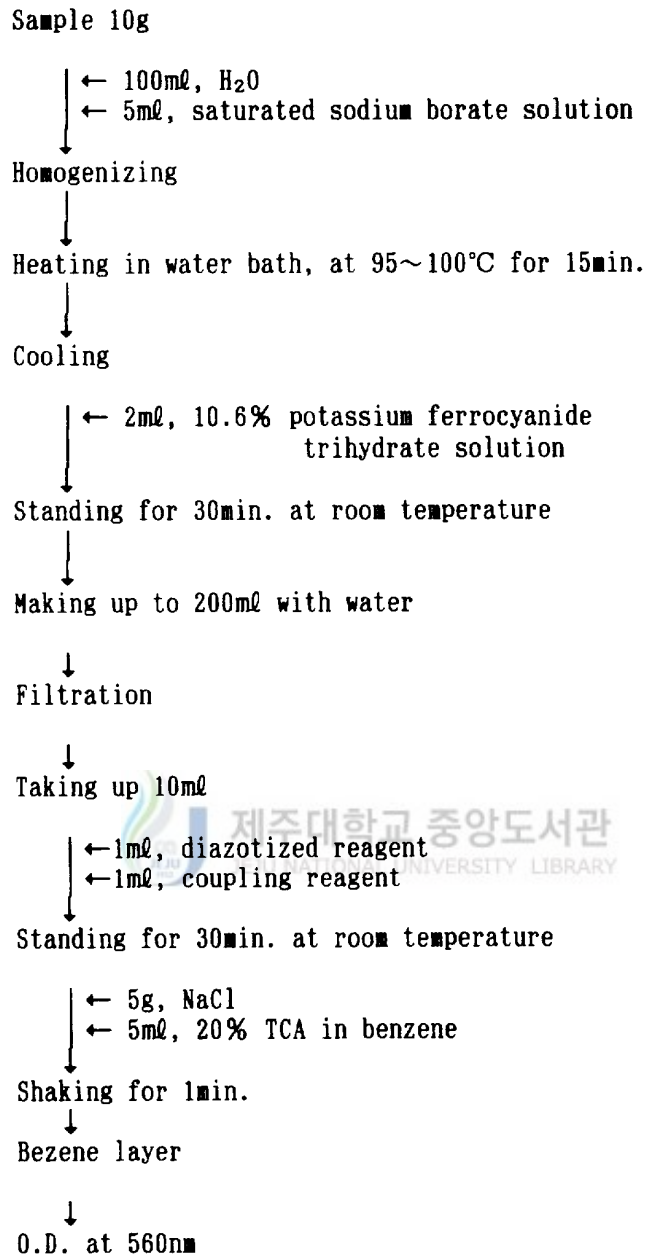 Sample 10g
← 100mℓ, H₂O
← 5mℓ, saturated sodium borate solution
Homogenizing
Heating in water bath, at 95~100℃ for 15min.
Cooling
← 2mℓ, 10.6% potassium ferrocyanide
trihydrate solution
Standing for 30min. at room temperature
Making up to 200mℓ with water
Filtration
Taking up 10mℓ
제주대학교 중앙도서관
←1mℓ, diazotized reagent
JEJU NATIONAL UNIVERSITY LIBRARY
←1mℓ, coupling reagent
Standing for 30min. at room temperature
← 5g, NaCl
← 5mℓ, 20% TCA in benzene
Shaking for 1min.
Bezene layer
O.D. at 560nm